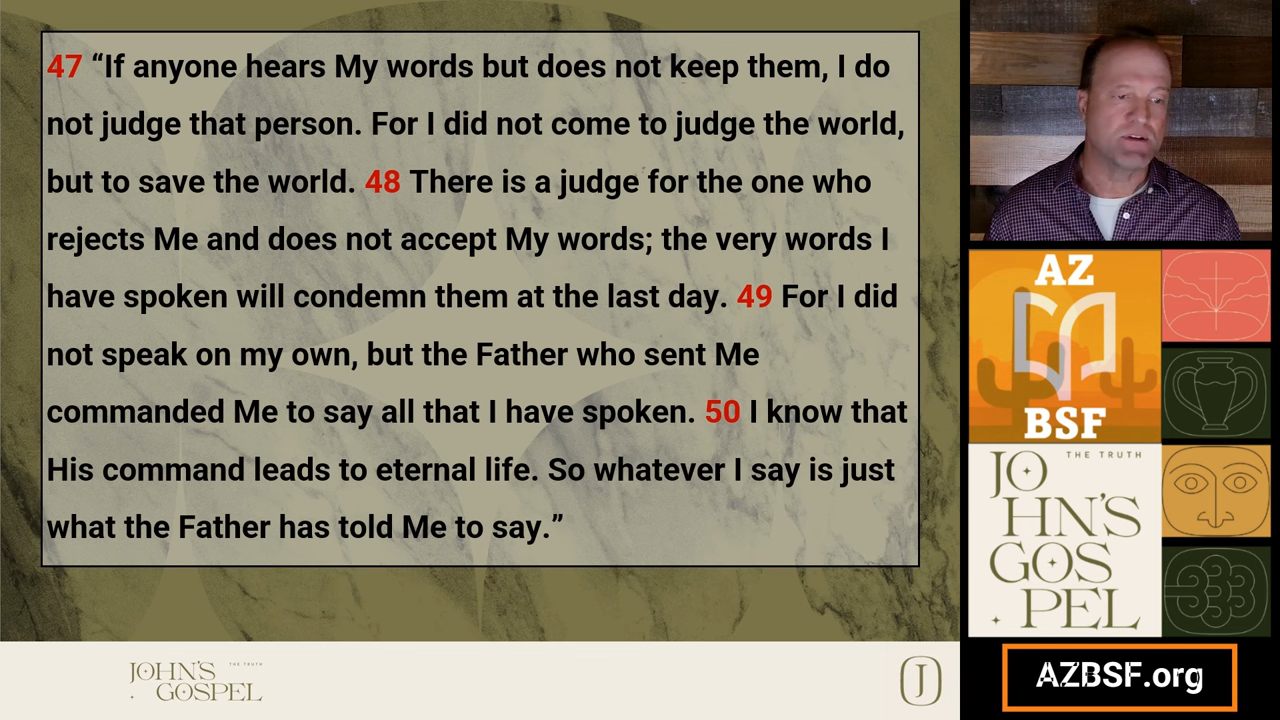 47 “If anyone hears My words but does not keep them, I do
not judge that person. For I did not come to judge the world,
but to save the world. 48 There is a judge for the one who
rejects Me and does not accept My words; the very words I
have spoken will condemn them at the last day. 49 For I did
not speak on my own, but the Father who sent Me
commanded Me to say all that I have spoken. 50 I know that
His command leads to eternal life. So whatever I say is just
what the Father has told Me to say.”
JOHN'S
THE TRUTH
GOSPEL
J
AZ
BSF
THE TRUTH
JO
HN'S
GOS
PEL
AZBSF.org